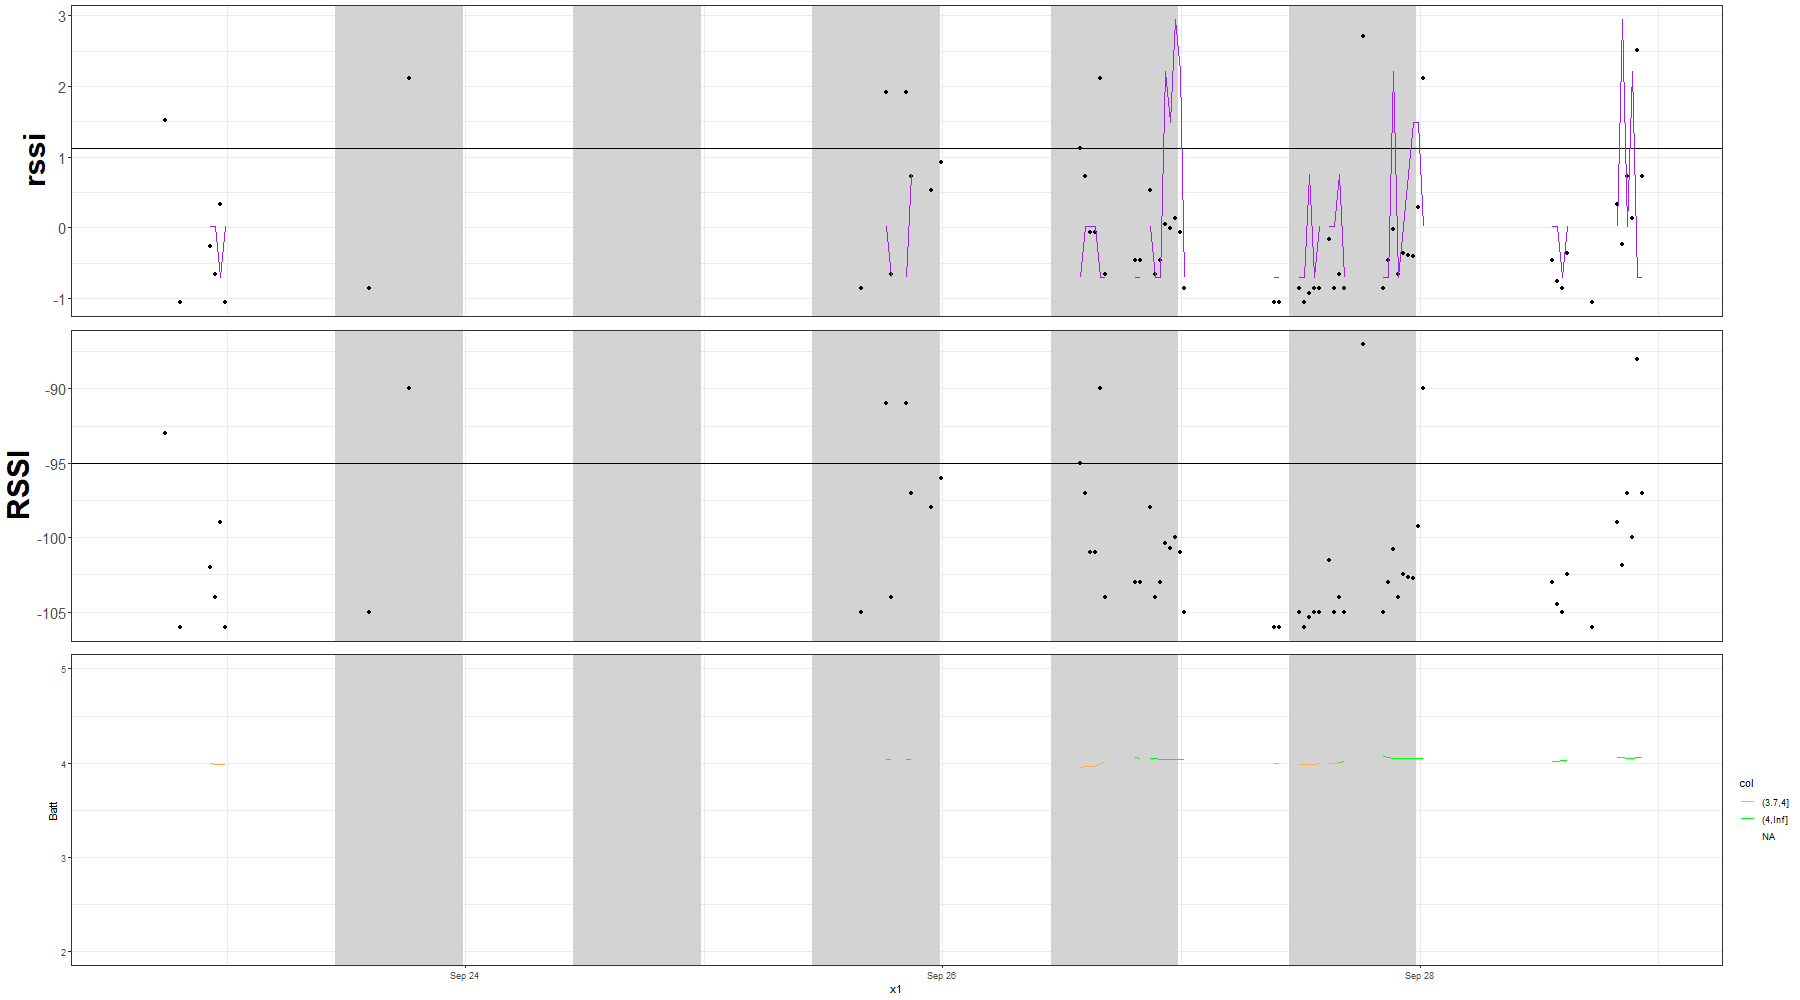 rssi
3
2
1
0
-1
RSSI
-90
-95
-100
-105
Batt
5
4
3
2
Sep 24
Sep 26
Sep 28
x1
col
(3.7,4]
(4,Inf]
NA